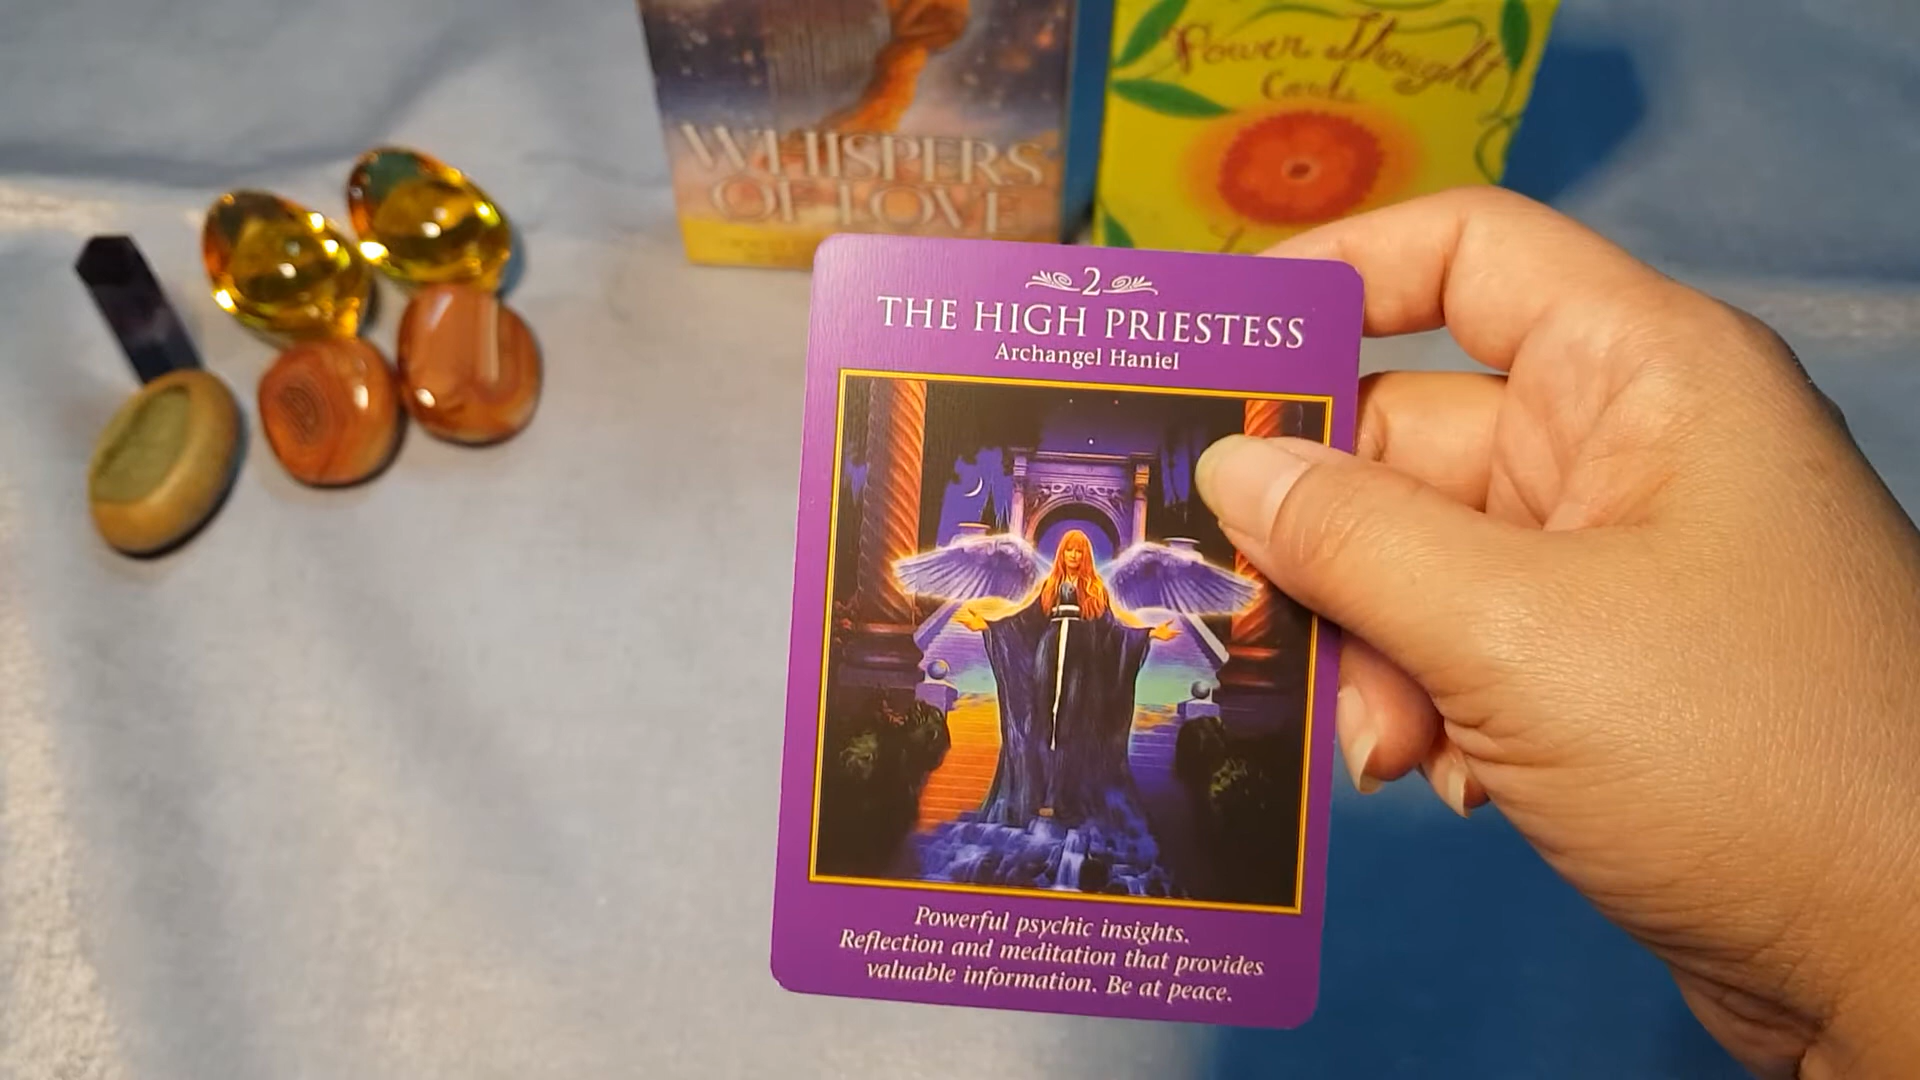 WHISPERS
OF LOVE
Power Thought
Cards
2
THE HIGH PRIESTESS
Archangel Haniel
Powerful psychic insights.
Reflection and meditation that provides
valuable information. Be at peace.